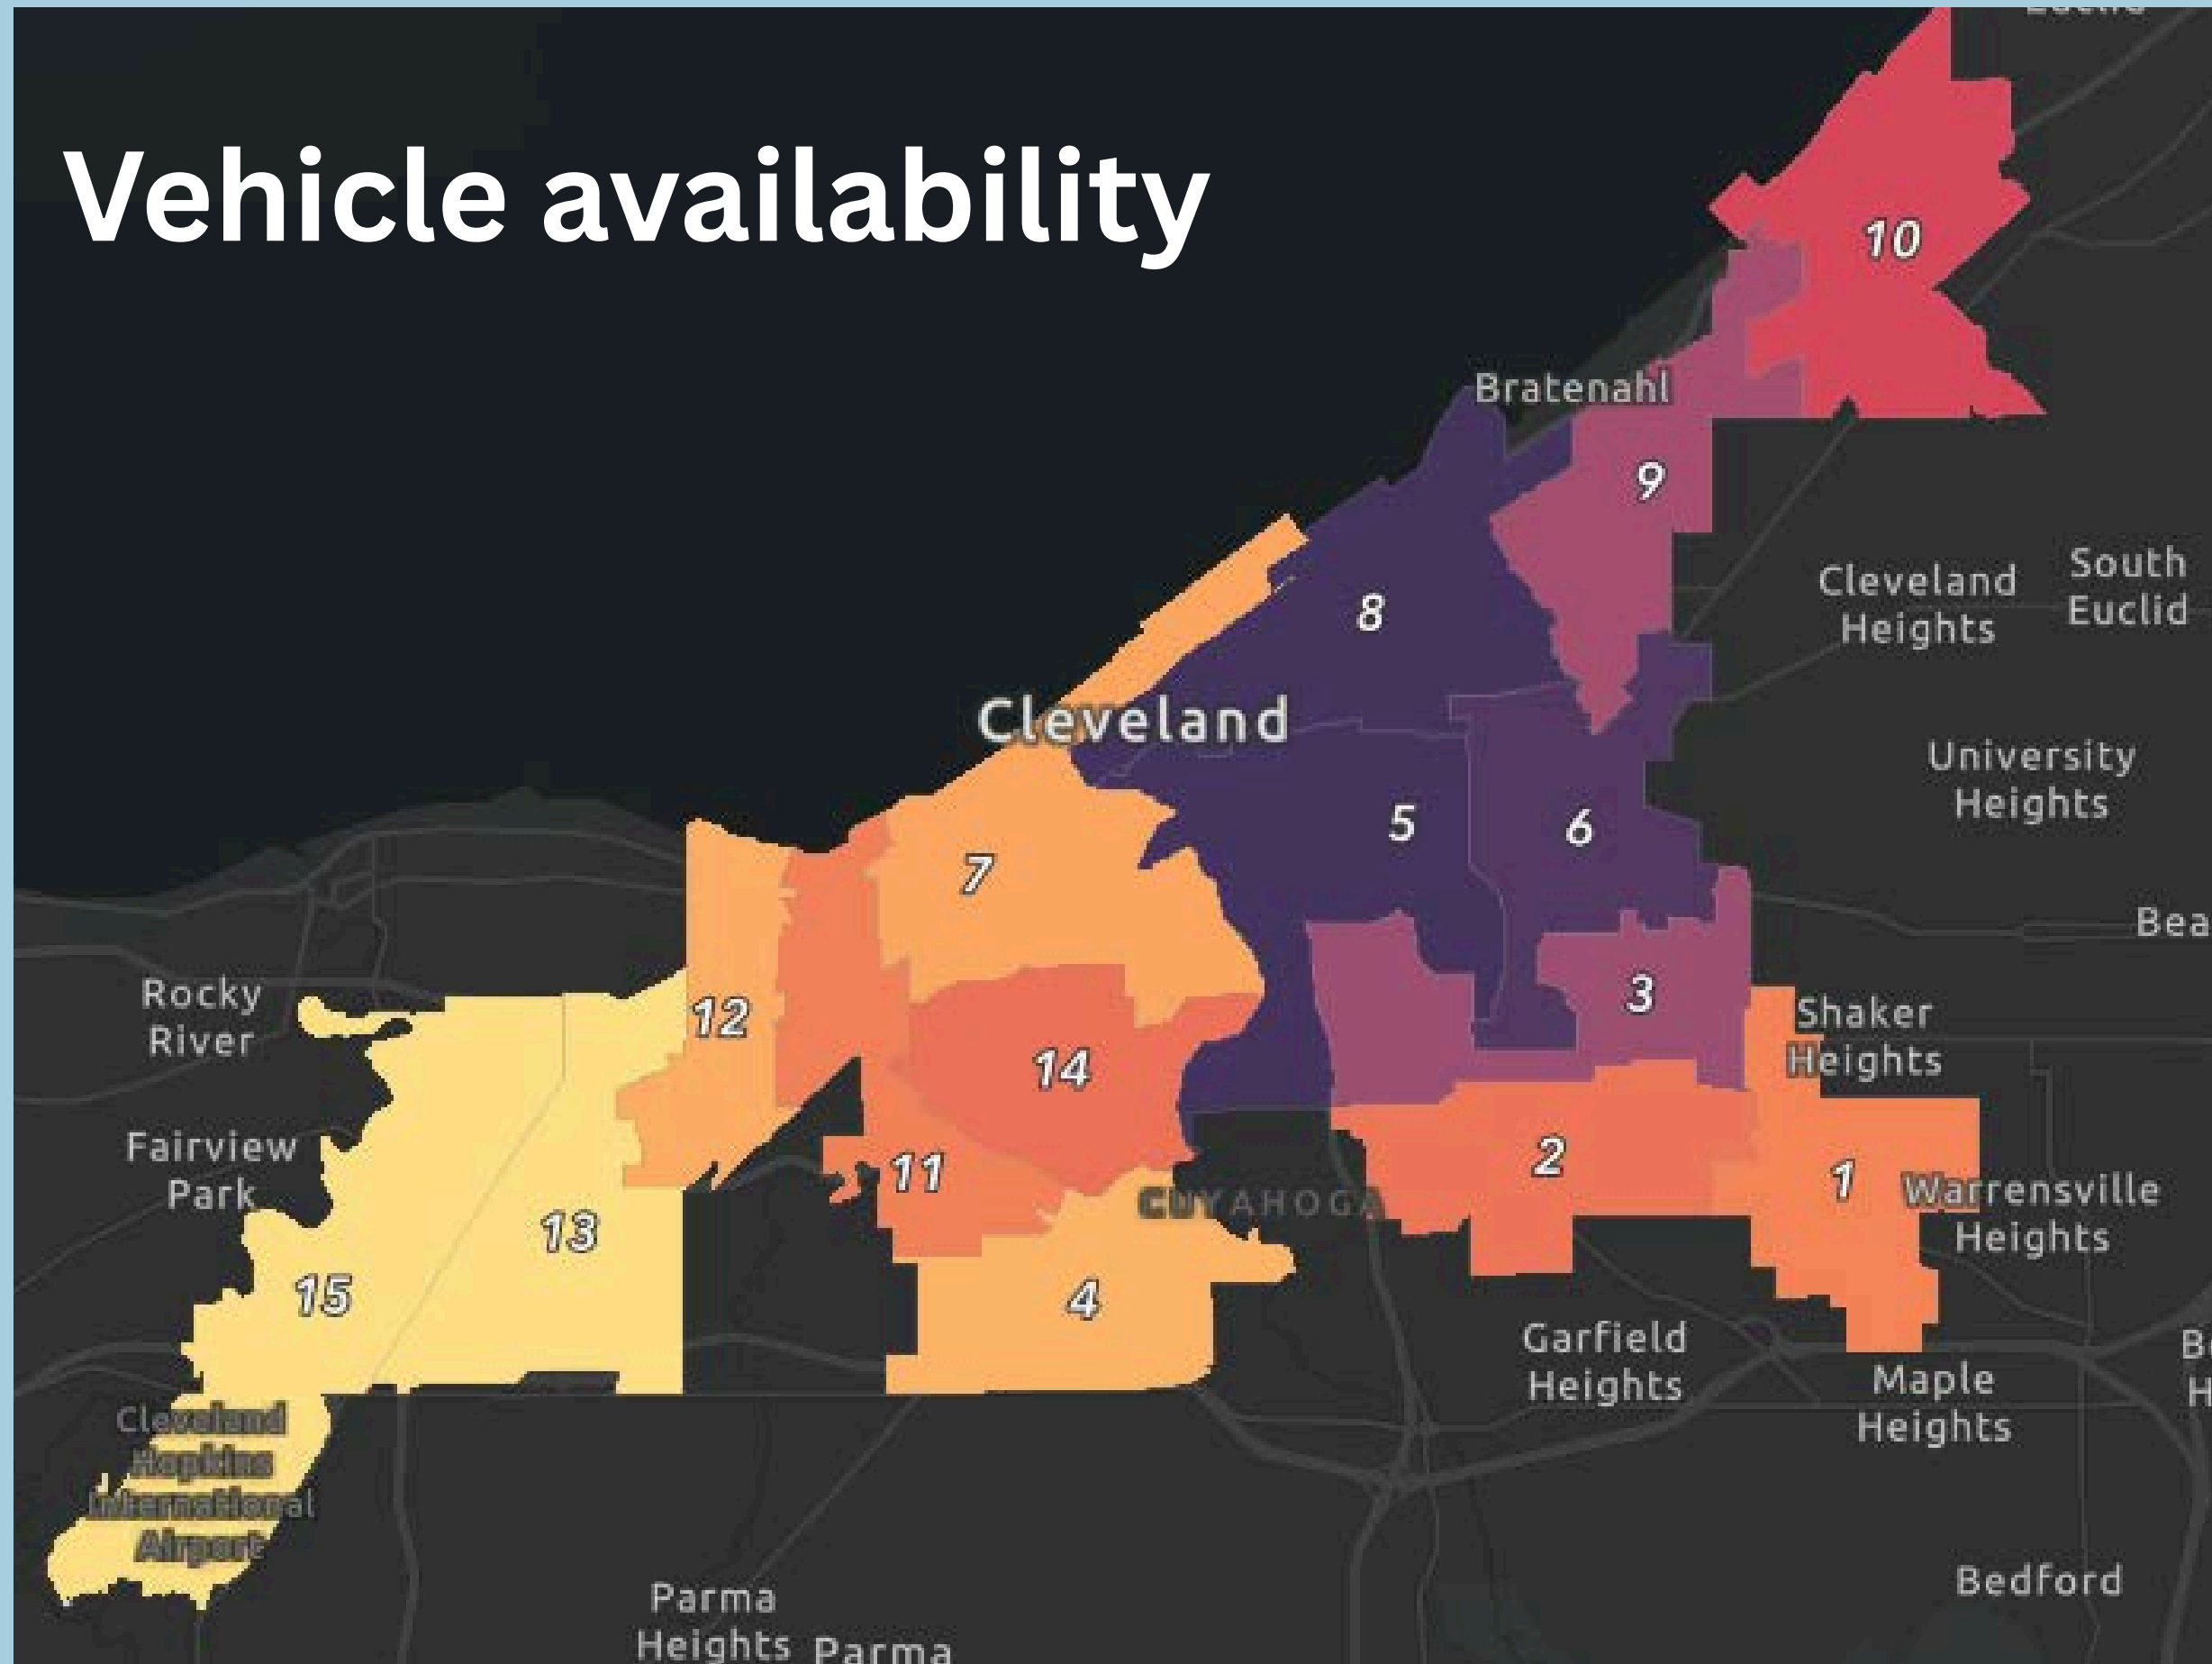 Euclid
Vehicle availability
10
Bratenahl
9
Cleveland
Heights
South
Euclid
8
Cleveland
University
Heights
5
6
7
Bea
Rocky
River
12
3
Shaker
Heights
14
Fairview
Park
11
2
1
Warrensville
Heights
CUYAHOGA
13
15
4
Garfield
Heights
Maple
Heights
B
H
Cleveland
Hopkins
International
Airport
Bedford
Parma
Heights
Parma